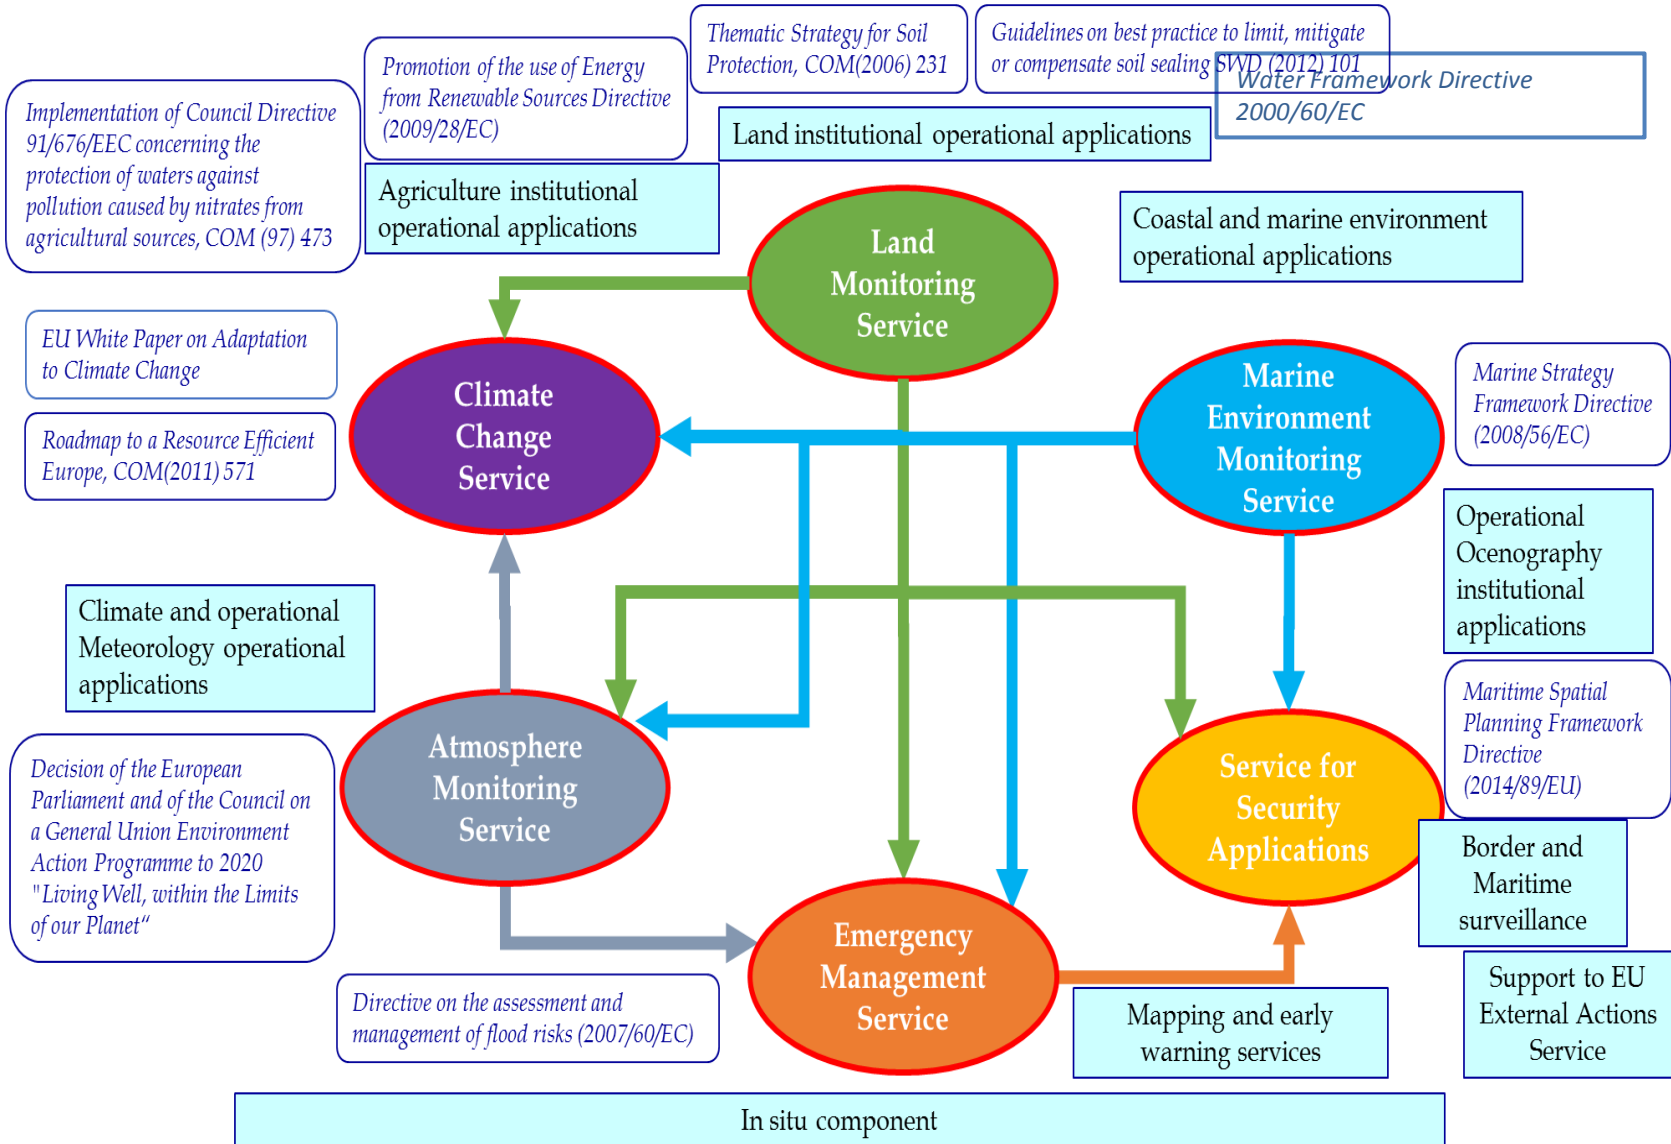 Thematic Strategy for Soil
Protection, COM(2006) 231
Guidelines on best practice to limit, mitigate
or compensate soil sealing SWD (2012) 101
Water Framework Directive
2000/60/EC
Promotion of the use of Energy
from Renewable Sources Directive
(2009/28/EC)
Implementation of Council Directive
91/676/EEC concerning the
protection of waters against
pollution caused by nitrates from
agricultural sources, COM (97) 473
Land institutional operational applications
Agriculture institutional
operational applications
Coastal and marine environment
operational applications
Land
Monitoring
Service
EU White Paper on Adaptation
to Climate Change
Roadmap to a Resource Efficient
Europe, COM(2011) 571
Climate
Change
Service
Marine
Environment
Monitoring
Service
Marine Strategy
Framework Directive
(2008/56/EC)
Operational
Ocenography
institutional
applications
Climate and operational
Meteorology operational
applications
Maritime Spatial
Planning Framework
Directive
(2014/89/EU)
Decision of the European
Parliament and of the Council on
a General Union Environment
Action Programme to 2020
"Living Well, within the Limits
of our Planet“
Atmosphere
Monitoring
Service
Service for
Security
Applications
Border and
Maritime
surveillance
Emergency
Management
Service
Directive on the assessment and
management of flood risks (2007/60/EC)
Mapping and early
warning services
Support to EU
External Actions
Service
In situ component